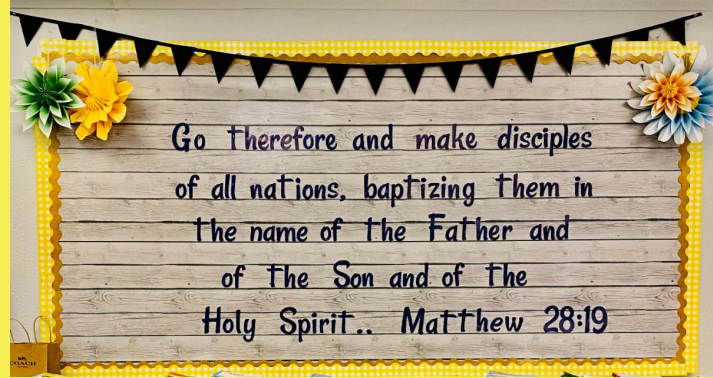 Go therefore and make disciples
of all nations, baptizing them in
the name of the Father and
of the Son and of the
Holy Spirit.. Matthew 28:19
COACH